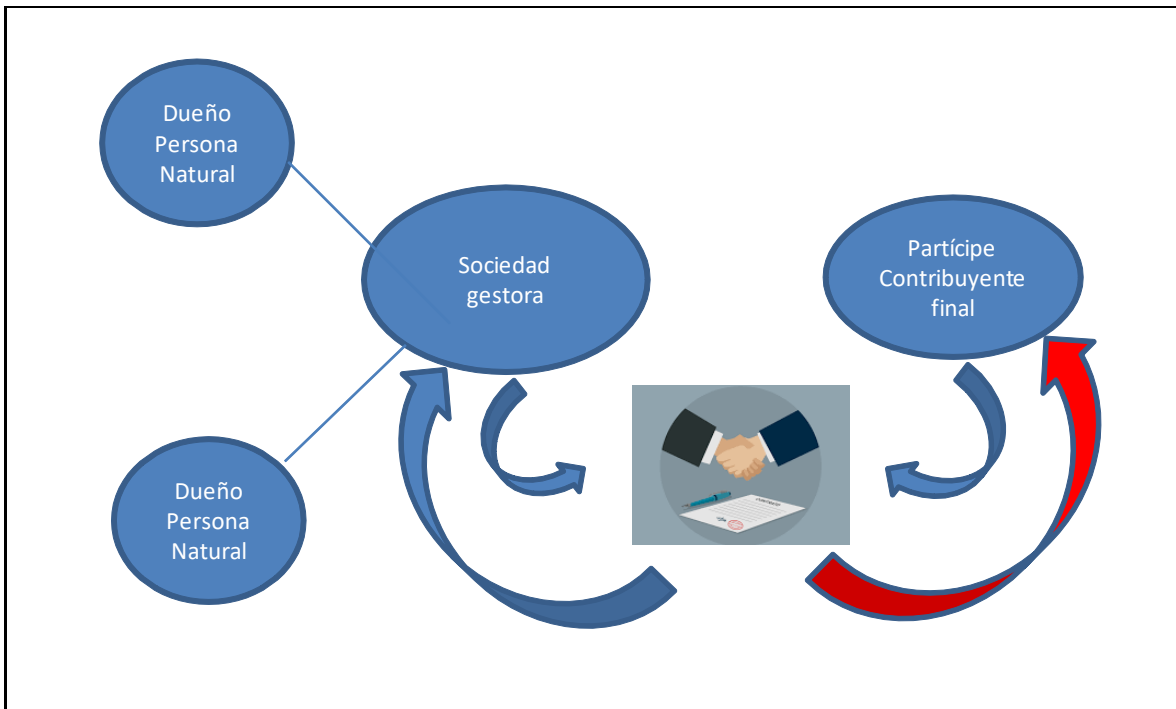 Dueño
Persona
Natural
Sociedad
gestora
Partícipe
Contribuyente
final
Dueño
Persona
Natural